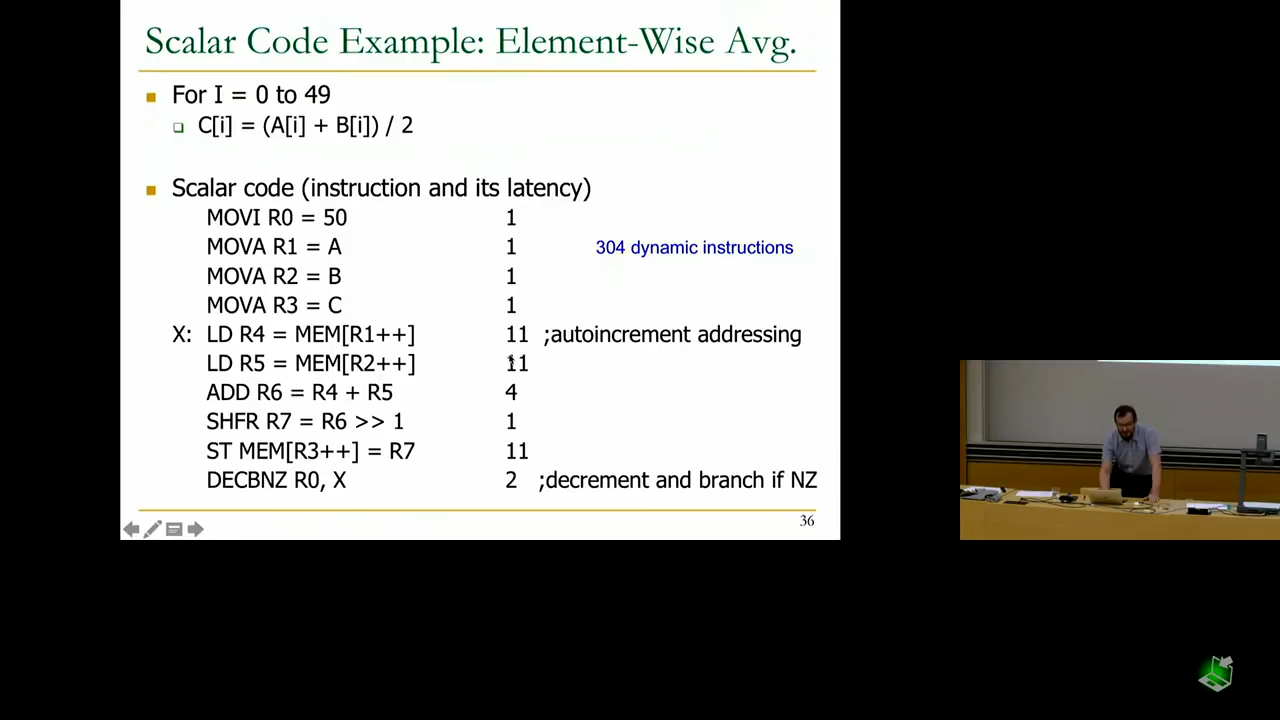 Scalar Code Example: Element-Wise Avg.
For I = 0 to 49
C[i] = (A[i] + B[i]) / 2
Scalar code (instruction and its latency)
MOVI R0 = 50 1
MOVA R1 = A 1 304 dynamic instructions
MOVA R2 = B 1
MOVA R3 = C 1
X: LD R4 = MEM[R1++] 11 ;autoincrement addressing
LD R5 = MEM[R2++] 11
ADD R6 = R4 + R5 4
SHFR R7 = R6 >> 1 1
ST MEM[R3++] = R7 11
DECBNZ R0, X 2 ;decrement and branch if NZ
36